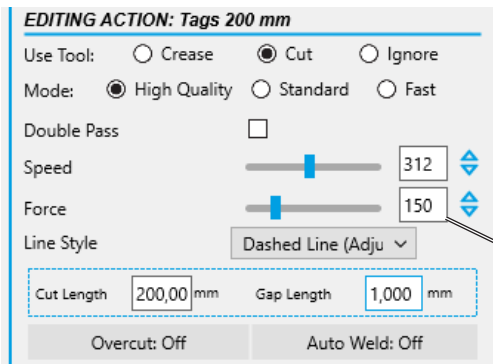 EDITING ACTION: Tags 200 mm
Use Tool: Crease Cut Ignore
Mode: High Quality Standard Fast
Double Pass
Speed 312
Force 150
Line Style Dashed Line (Adju
Cut Length 200,00 mm Gap Length 1,000 mm
Overcut: Off Auto Weld: Off